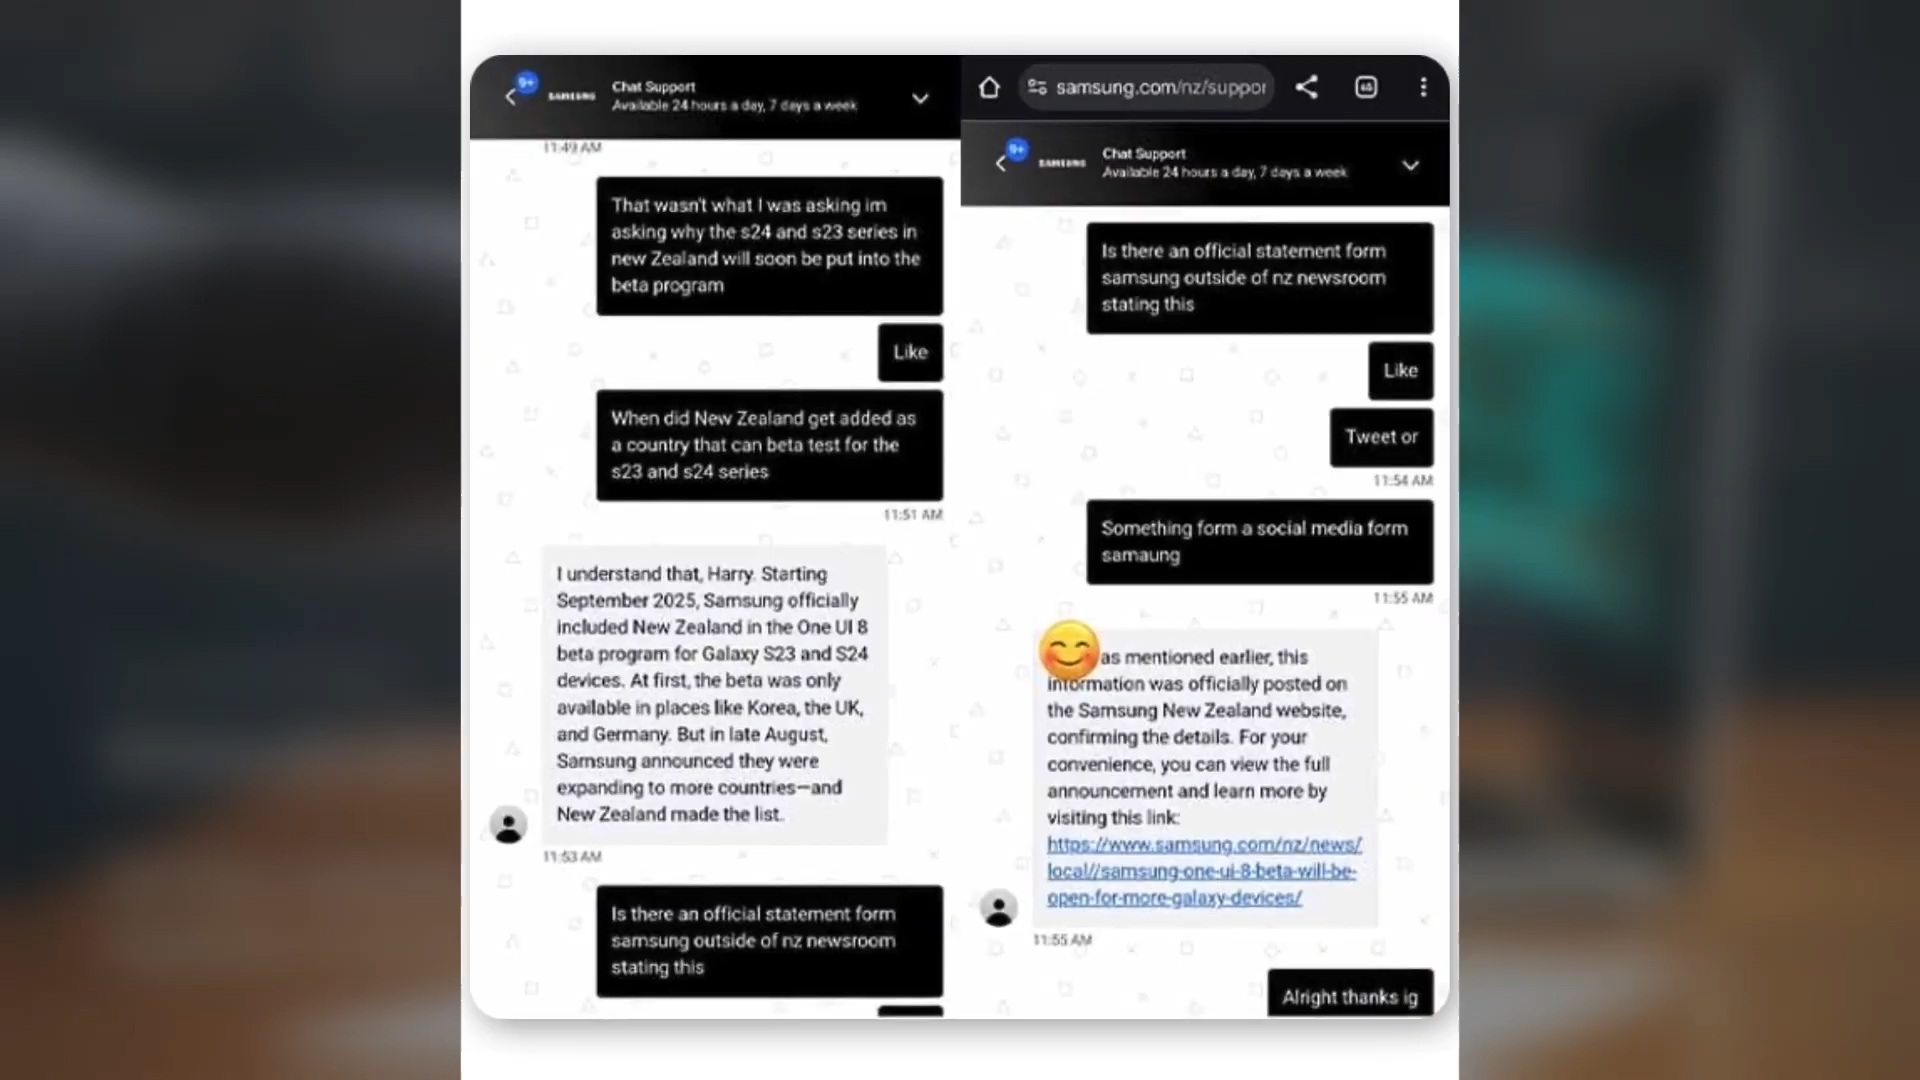 9+
SAMSUNG
Chat Support
Available 24 hours a day, 7 days a week
11:49 AM
That wasn't what I was asking im
asking why the s24 and s23 series in
new Zealand will soon be put into the
beta program
Like
When did New Zealand get added as
a country that can beta test for the
s23 and s24 series
11:51 AM
I understand that, Harry. Starting
September 2025, Samsung officially
included New Zealand in the One UI 8
beta program for Galaxy S23 and S24
devices. At first, the beta was only
available in places like Korea, the UK,
and Germany. But in late August,
Samsung announced they were
expanding to more countries—and
New Zealand made the list.
11:53 AM
Is there an official statement form
samsung outside of nz newsroom
stating this
samsung.com/nz/suppor
9+
SAMSUNG
Chat Support
Available 24 hours a day, 7 days a week
Is there an official statement form
samsung outside of nz newsroom
stating this
Like
Tweet or
11:54 AM
Something form a social media form
samaung
11:55 AM
as mentioned earlier, this
information was officially posted on
the Samsung New Zealand website,
confirming the details. For your
convenience, you can view the full
announcement and learn more by
visiting this link:
https://www.samsung.com/nz/news/
local//samsung-one-ui-8-beta-will-be-
open-for-more-galaxy-devices/
11:55 AM
Alright thanks ig